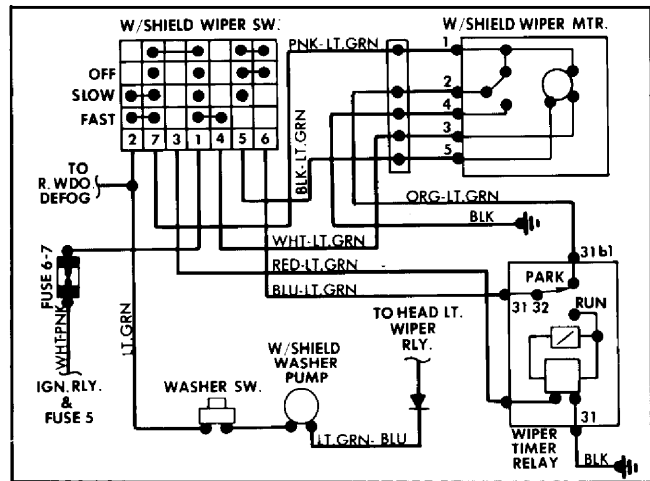 W/SHIELD WIPER SW.
W/SHIELD WIPER MTR.
PNK-LT.GRN
1
OFF
2
SLOW
4
FAST
3
2 7 3 1 4 5 6
5
BLK-LT.GRN
TO
R. WDO.
DEFOG
ORG-LT.GRN
BLK
WHT-LT.GRN
31b1
RED-LT.GRN
FUSE 6-7
PARK
BLU-LT.GRN
31 32
RUN
TO HEAD LT.
WIPER
RLY.
WHT-PNK
LT.GRN
W/SHIELD
WASHER
PUMP
IGN. RLY.
&
FUSE 5
WASHER SW.
31
LT.GRN-BLU
WIPER
TIMER
RELAY
BLK